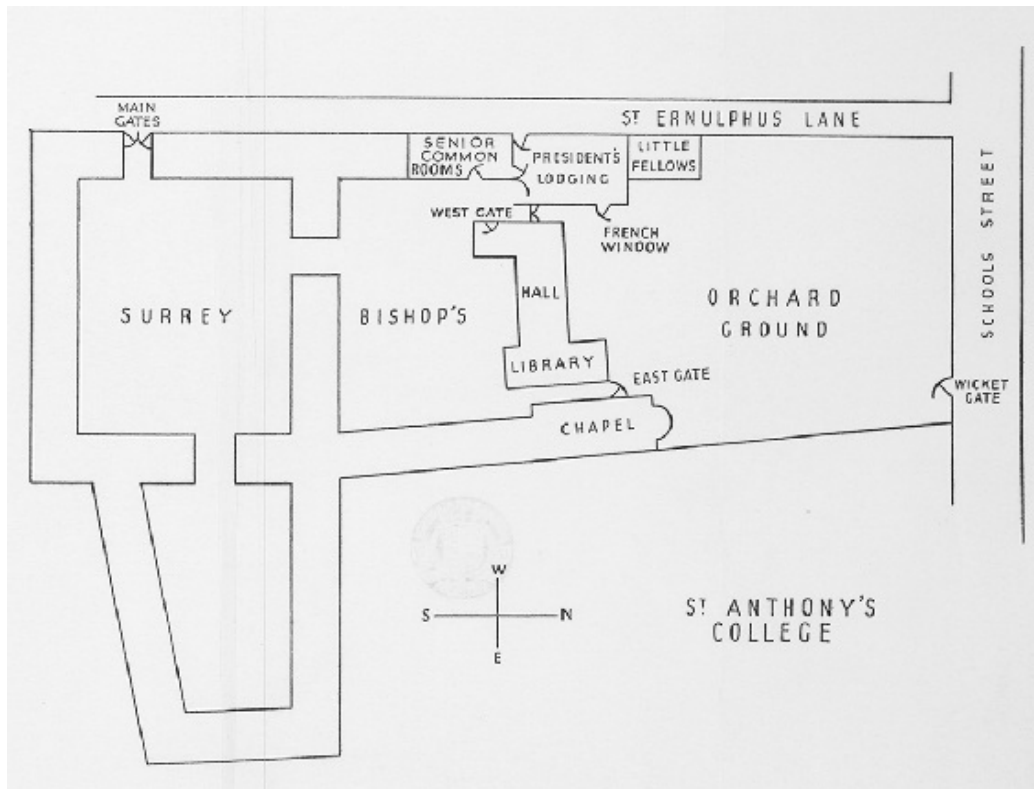 MAIN
GATES
ST ERNULPHUS LANE
SENIOR
COMMON
ROOMS
PRESIDENT'S
LODGING
LITTLE
FELLOWS
WEST GATE
FRENCH
WINDOW
SCHOOLS STREET
SURREY
BISHOP'S
HALL
ORCHARD
GROUND
LIBRARY
EAST GATE
WICKET
GATE
CHAPEL
W
S
N
E
ST ANTHONY'S
COLLEGE